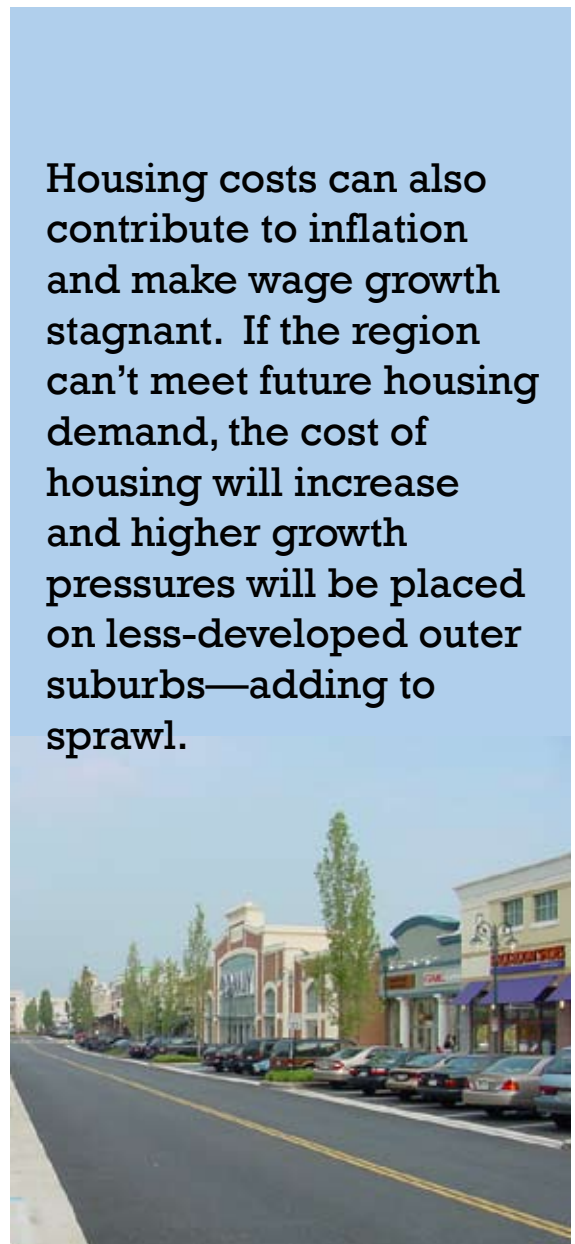 Housing costs can also
contribute to inflation
and make wage growth
stagnant.  If the region
can’t meet future housing
demand, the cost of
housing will increase
and higher growth
pressures will be placed
on less-developed outer
suburbs—adding to
sprawl.